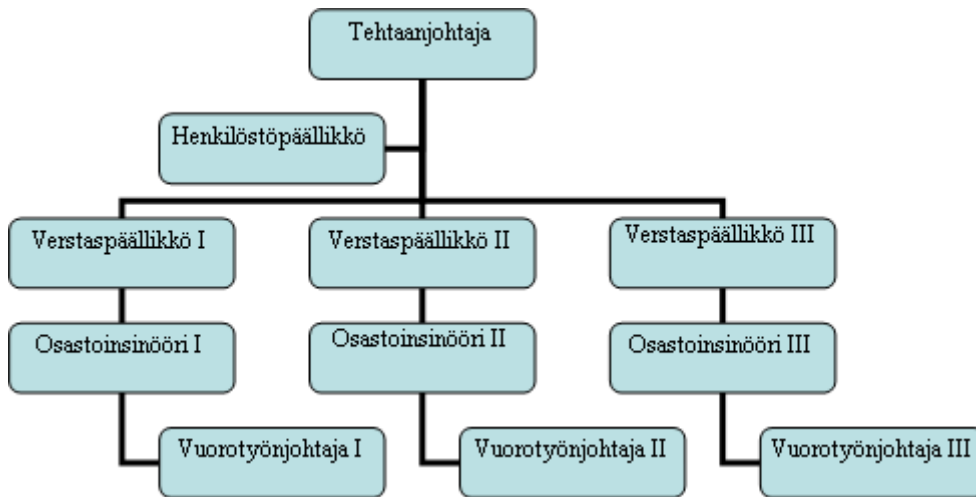 Tehtaanjohtaja
Henkilöstöpäällikkö
Verstaspäällikkö I
Verstaspäällikkö II
Verstaspäällikkö III
Osastoinsinööri I
Osastoinsinööri II
Osastoinsinööri III
Vuorotyönjohtaja I
Vuorotyönjohtaja II
Vuorotyönjohtaja III